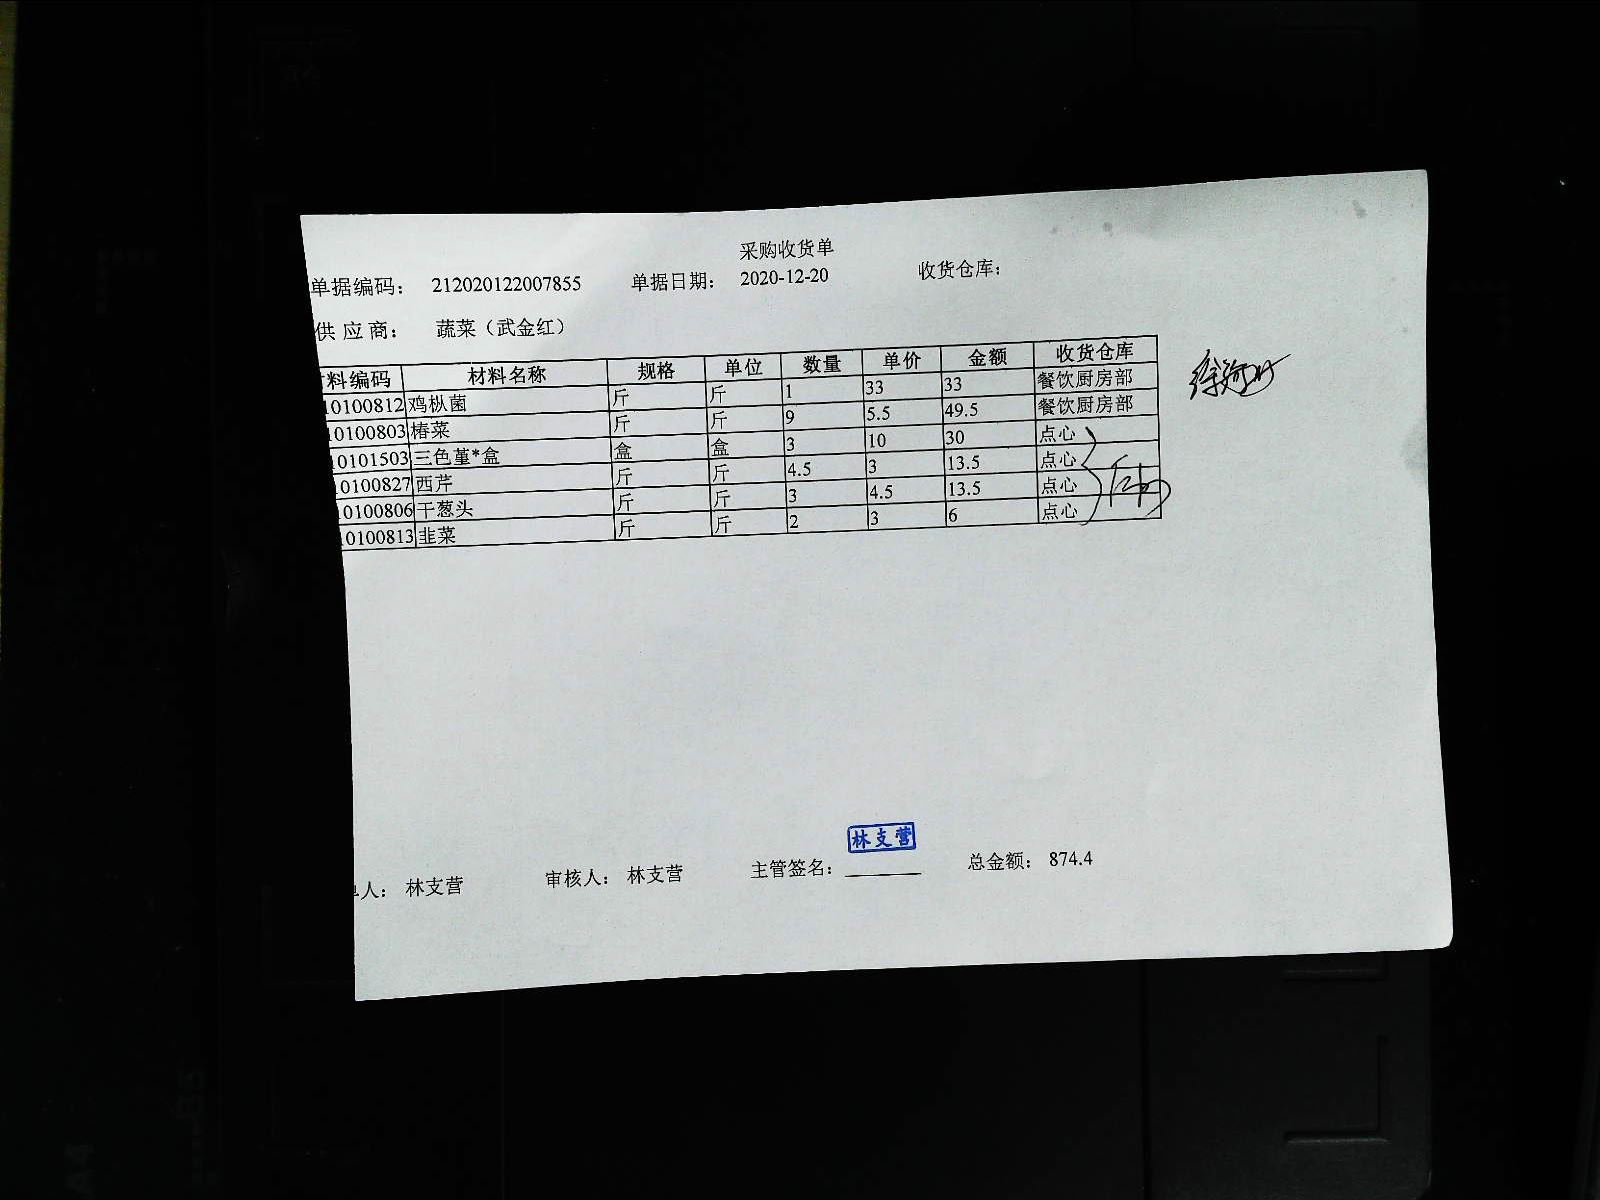 采购收货单
单据编码： 212020122007855 单据日期： 2020-12-20 收货仓库：
供 应 商： 蔬菜（武金红）
料编码 材料名称 规格 单位 数量 单价 金额 收货仓库
10100812 鸡枞菌 斤 斤 1 33 33 餐饮厨房部
10100803 椿菜 斤 斤 9 5.5 49.5 餐饮厨房部
10101503 三色堇*盒 盒 盒 3 10 30 点心
10100827 西芹 斤 斤 4.5 3 13.5 点心
10100806 干葱头 斤 斤 3 4.5 13.5 点心
10100813 韭菜 斤 斤 2 3 6 点心
林支营
单人： 林支营 审核人： 林支营 主管签名： 总金额： 874.4
A4